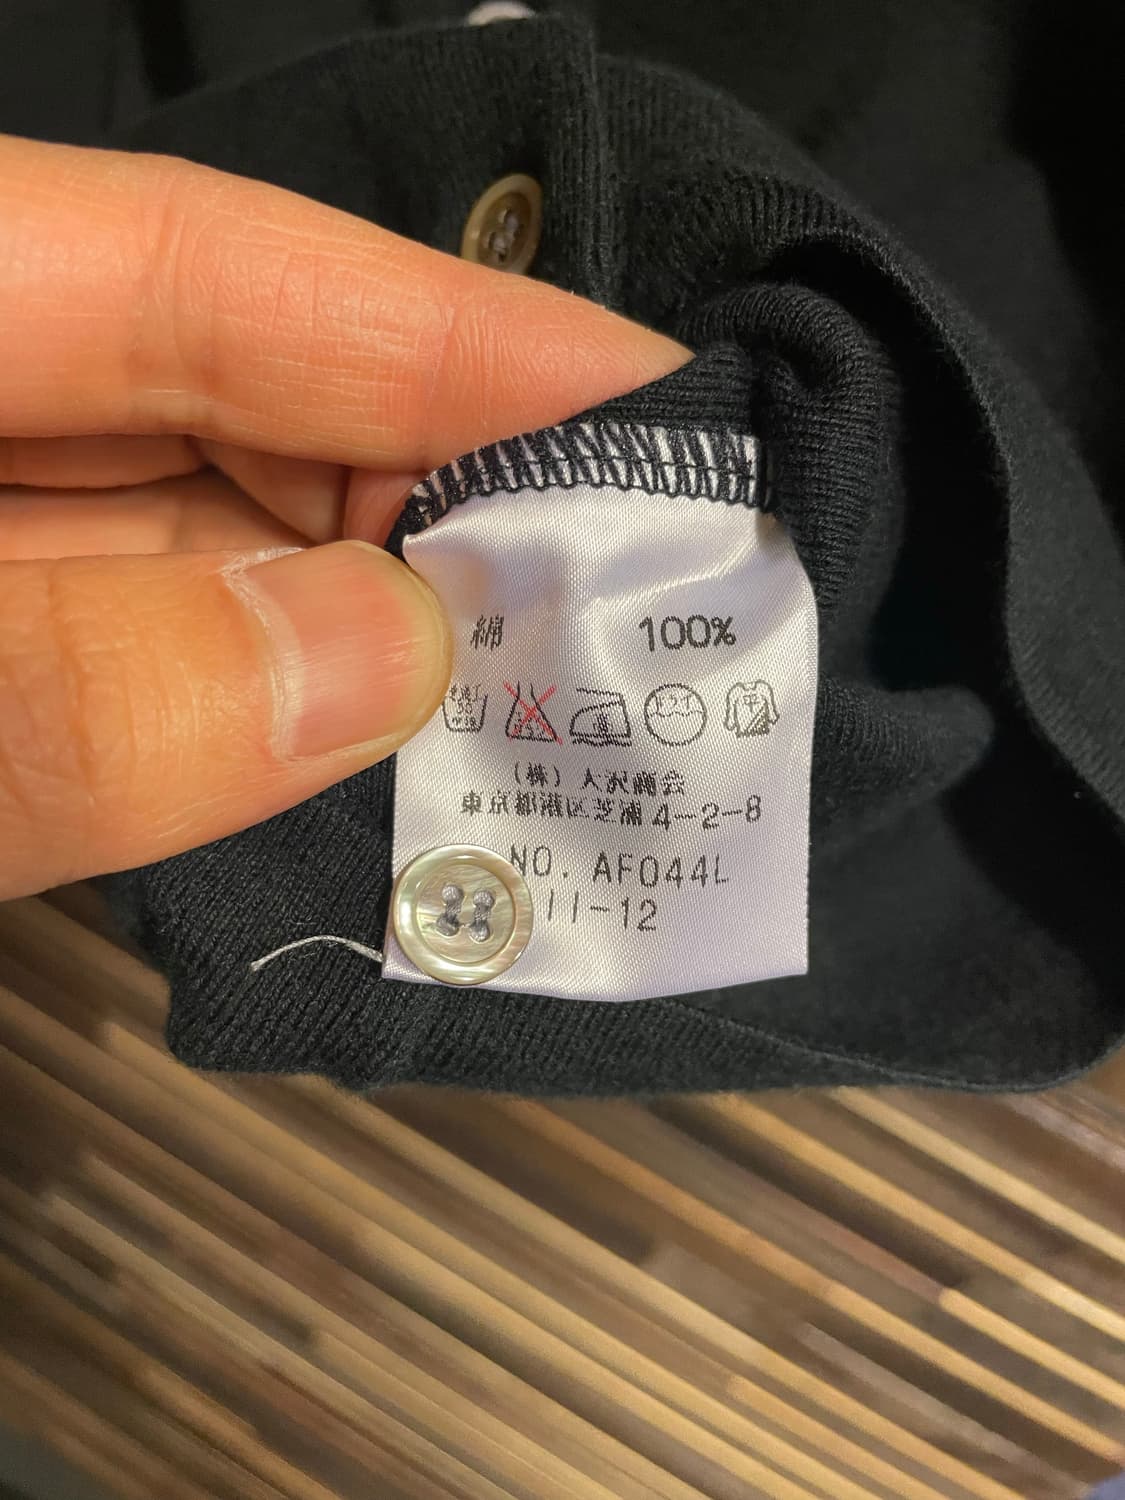 綿 100%
平
(株)大沢商会
東京都港区芝浦4-2-8
NO. AF044L
11-12